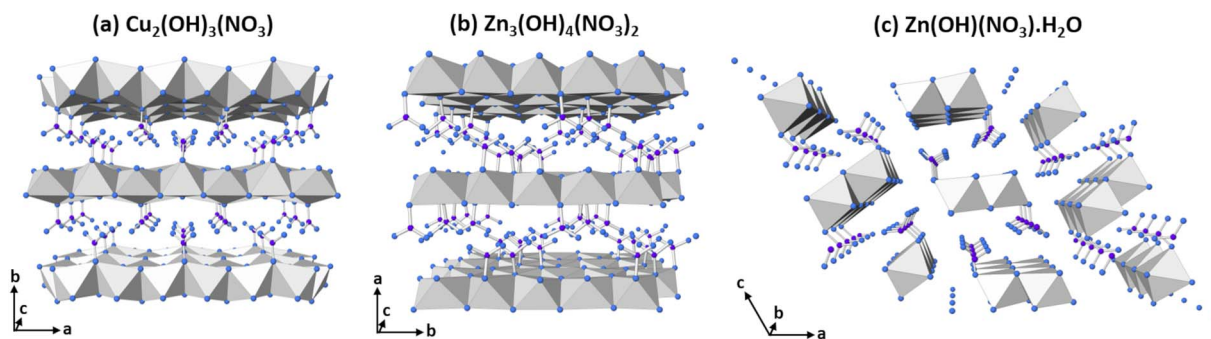 (a) Cu₂(OH)₃(NO₃)
(b) Zn₃(OH)₄(NO₃)₂
(c) Zn(OH)(NO₃).H₂O
b
c
a
a
c
b
c
b
a